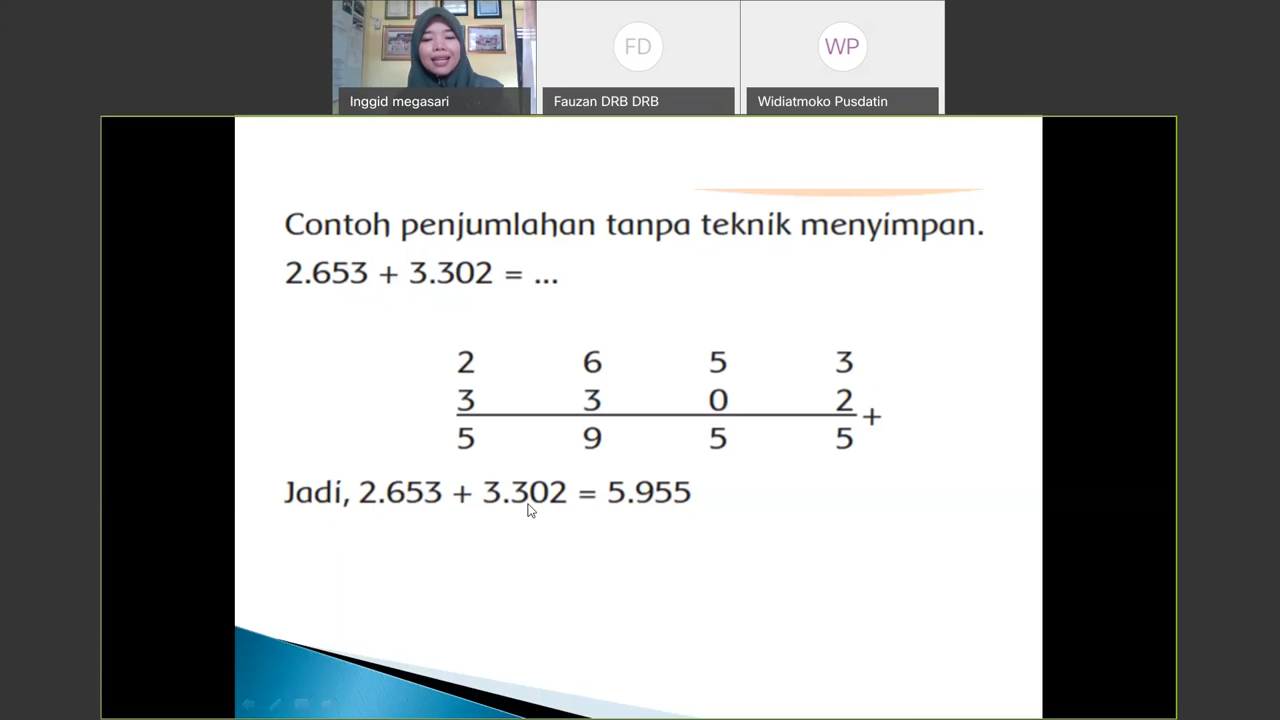 FD
WP
Inggid megasari
Fauzan DRB DRB
Widiatmoko Pusdatin
Contoh penjumlahan tanpa teknik menyimpan.
2.653 + 3.302 = ...
2 6 5 3
3 3 0 2 +
5 9 5 5
Jadi, 2.653 + 3.302 = 5.955